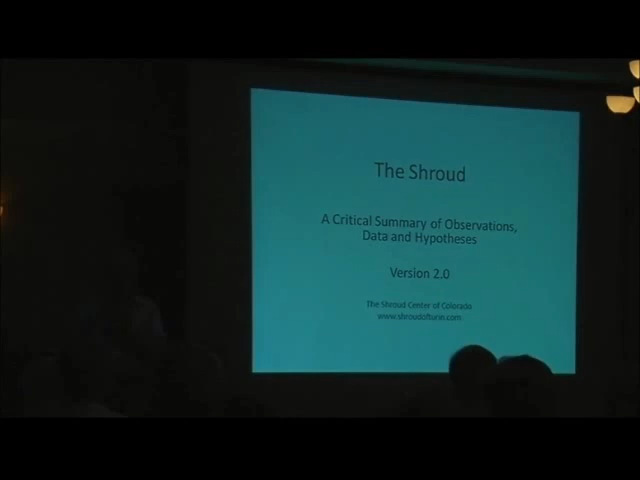 The Shroud
A Critical Summary of Observations,
Data and Hypotheses
Version 2.0
The Shroud Center of Colorado
www.shroudofturin.com